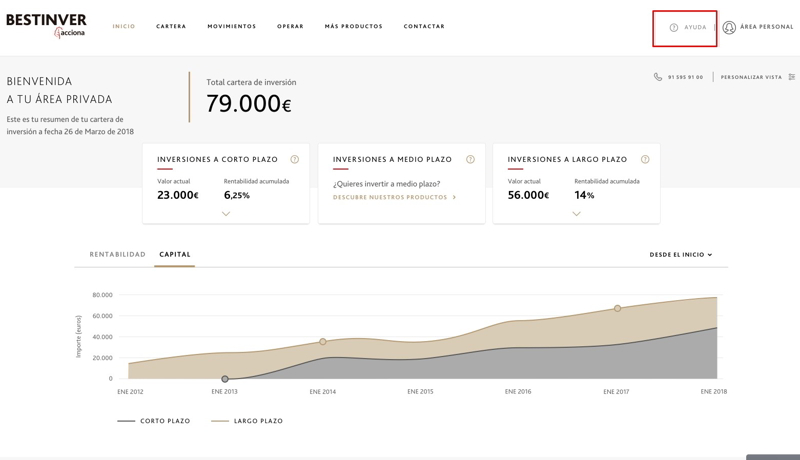 BESTINVER
acciona
INICIO
CARTERA
MOVIMIENTOS
OPERAR
MÁS PRODUCTOS
CONTACTAR
? AYUDA
ÁREA PERSONAL
91 595 91 00
PERSONALIZAR VISTA
BIENVENIDA
A TU ÁREA PRIVADA
Este es tu resumen de tu cartera de
inversión a fecha 26 de Marzo de 2018
Total cartera de inversión
79.000€
INVERSIONES A CORTO PLAZO ?
Valor actual Rentabilidad acumulada
23.000€ 6,25%
INVERSIONES A MEDIO PLAZO ?
¿Quieres invertir a medio plazo?
DESCUBRE NUESTROS PRODUCTOS >
INVERSIONES A LARGO PLAZO ?
Valor actual Rentabilidad acumulada
56.000€ 14%
RENTABILIDAD
CAPITAL
DESDE EL INICIO
Importe (euros)
80.000
60.000
40.000
20.000
0
ENE 2012 ENE 2013 ENE 2014 ENE 2015 ENE 2016 ENE 2017 ENE 2018
CORTO PLAZO LARGO PLAZO